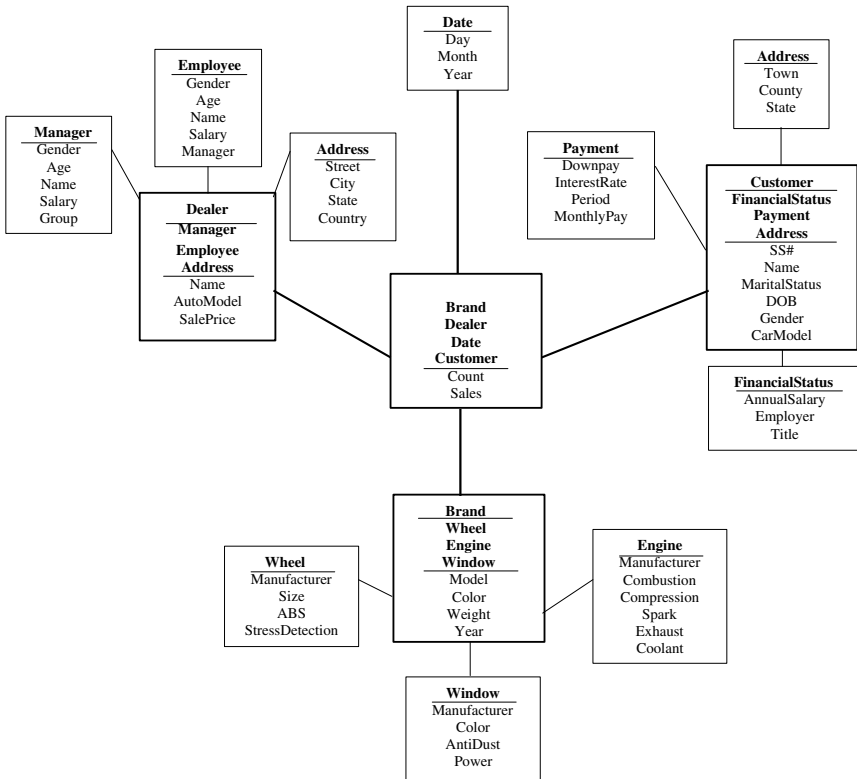 Date
Day
Month
Year
Employee
Gender
Age
Name
Salary
Manager
Address
Town
County
State
Manager
Gender
Age
Name
Salary
Group
Address
Street
City
State
Country
Payment
Downpay
InterestRate
Period
MonthlyPay
Dealer
Manager
Employee
Address
Name
AutoModel
SalePrice
Customer
FinancialStatus
Payment
Address
SS#
Name
MaritalStatus
DOB
Gender
CarModel
Brand
Dealer
Date
Customer
Count
Sales
FinancialStatus
AnnualSalary
Employer
Title
Brand
Wheel
Engine
Window
Model
Color
Weight
Year
Wheel
Manufacturer
Size
ABS
StressDetection
Engine
Manufacturer
Combustion
Compression
Spark
Exhaust
Coolant
Window
Manufacturer
Color
AntiDust
Power